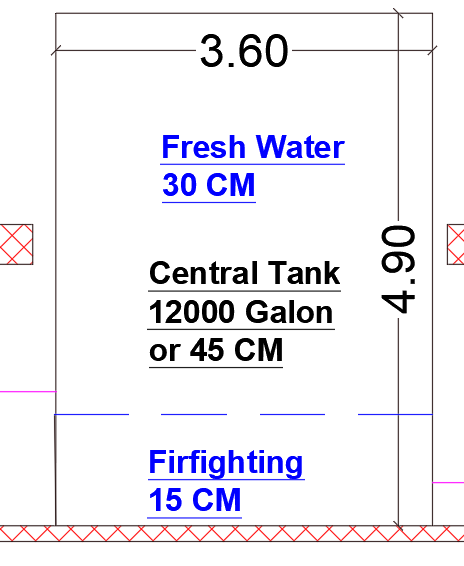 3.60
Fresh Water
30 CM
4.90
Central Tank
12000 Galon
or 45 CM
Firfighting
15 CM